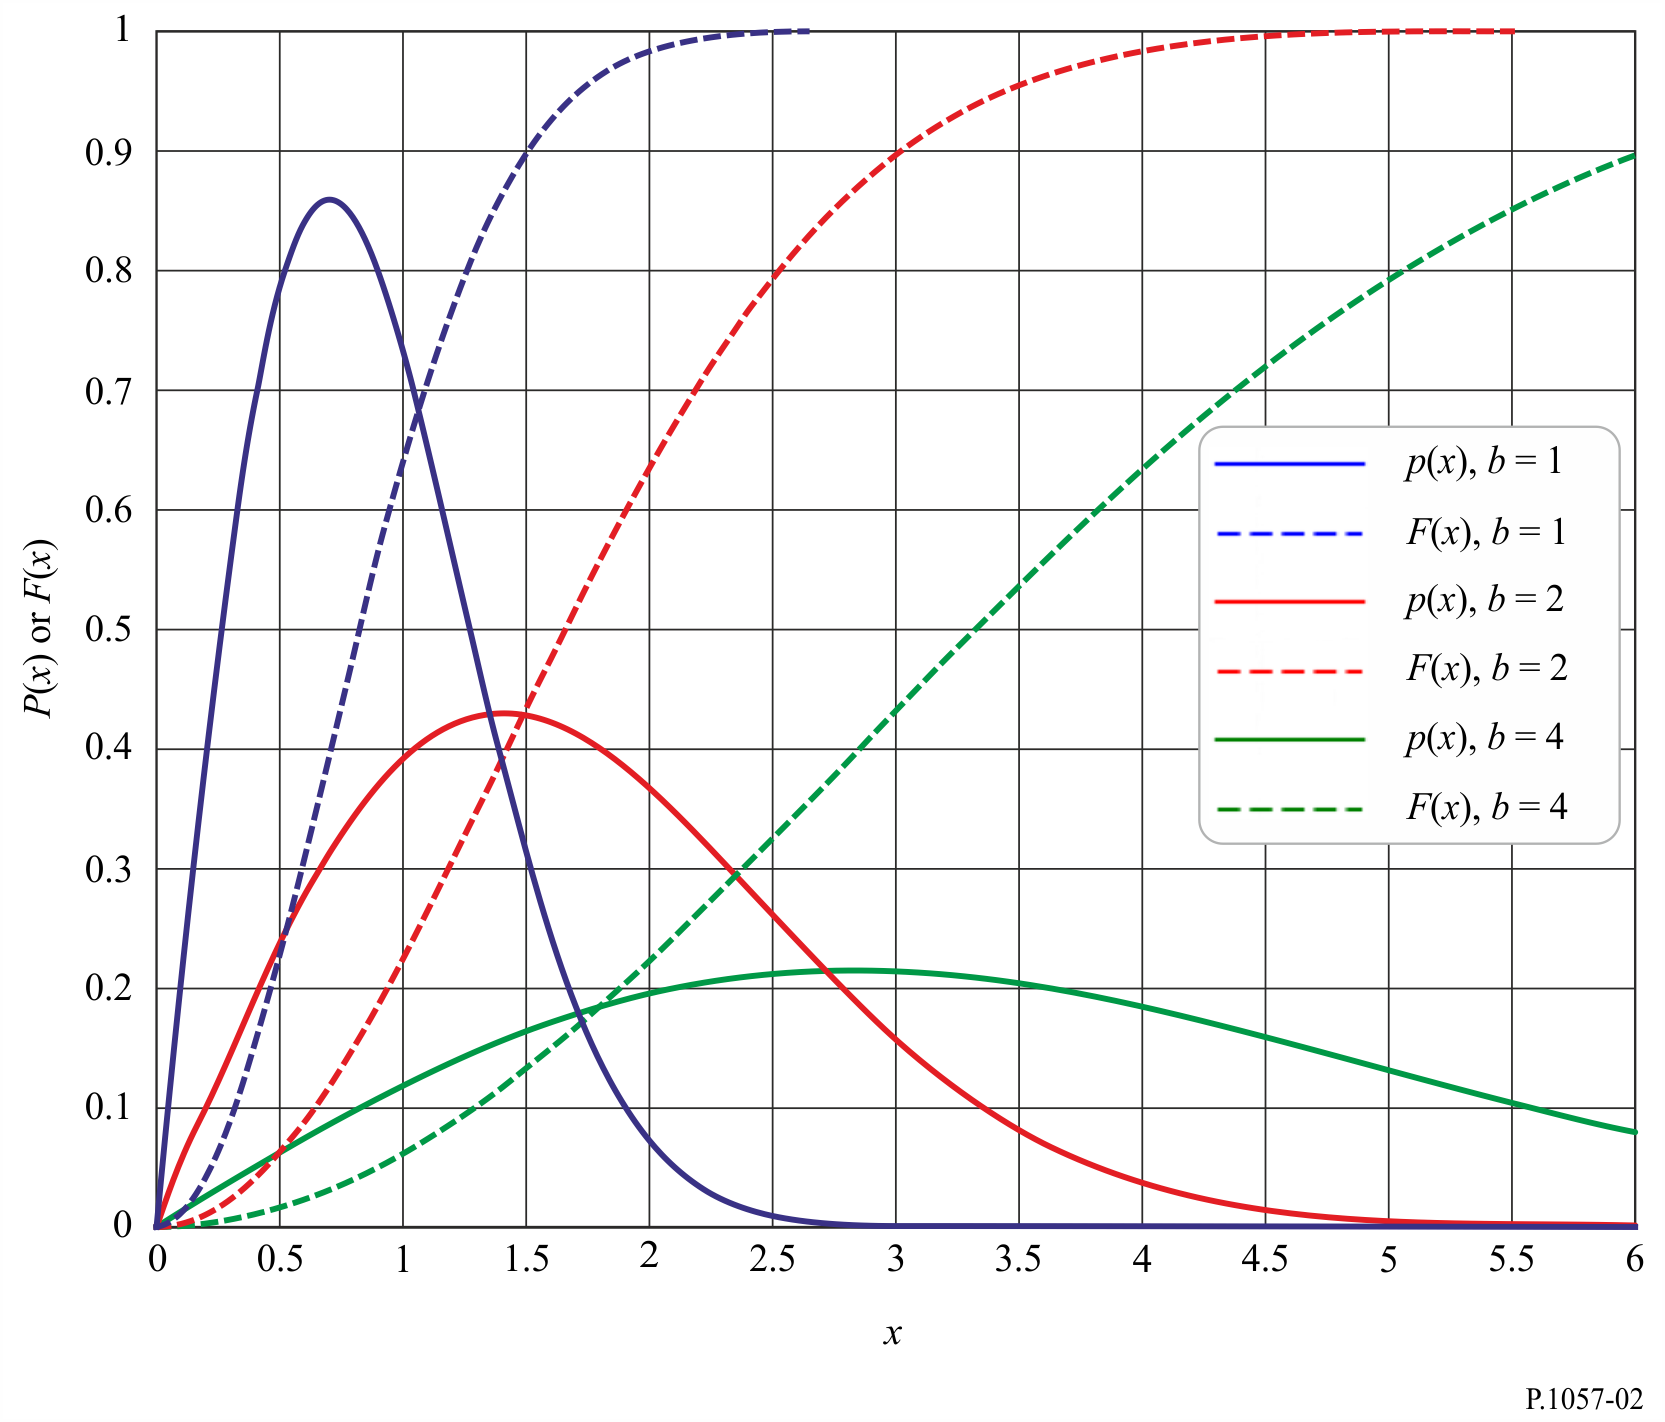 1
0.9
0.8
0.7
0.6
0.5
0.4
0.3
0.2
0.1
0
P(x) or F(x)
p(x), b = 1
F(x), b = 1
p(x), b = 2
F(x), b = 2
p(x), b = 4
F(x), b = 4
0 0.5 1 1.5 2 2.5 3 3.5 4 4.5 5 5.5 6
x
P.1057-02